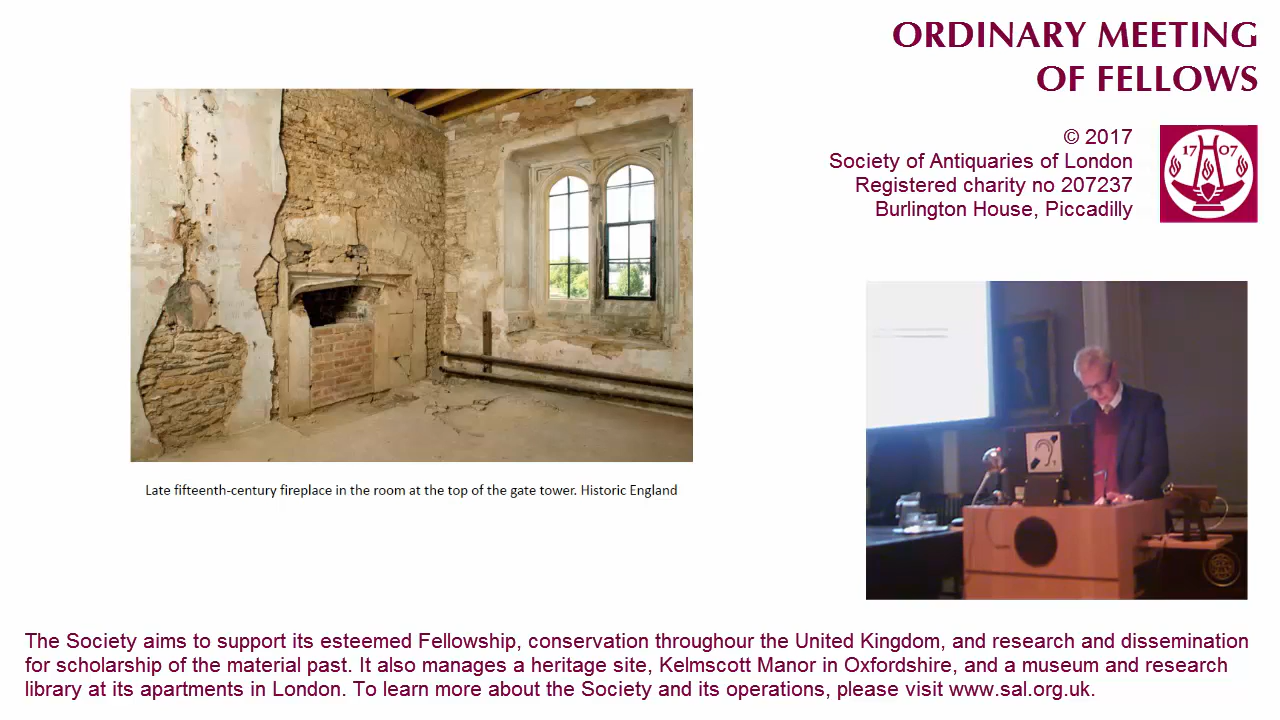 ORDINARY MEETING
OF FELLOWS
© 2017
Society of Antiquaries of London
Registered charity no 207237
Burlington House, Piccadilly
17 07
Late fifteenth-century fireplace in the room at the top of the gate tower. Historic England
The Society aims to support its esteemed Fellowship, conservation throughour the United Kingdom, and research and dissemination
for scholarship of the material past. It also manages a heritage site, Kelmscott Manor in Oxfordshire, and a museum and research
library at its apartments in London. To learn more about the Society and its operations, please visit www.sal.org.uk.